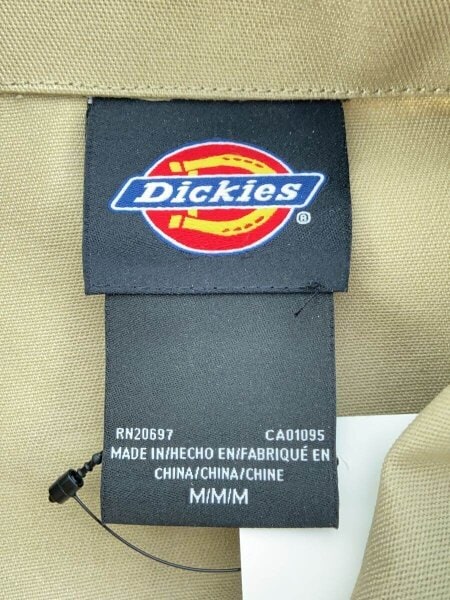 Dickies
®
RN20697 CA01095
MADE IN/HECHO EN/FABRIQUÉ EN
CHINA/CHINA/CHINE
M/M/M